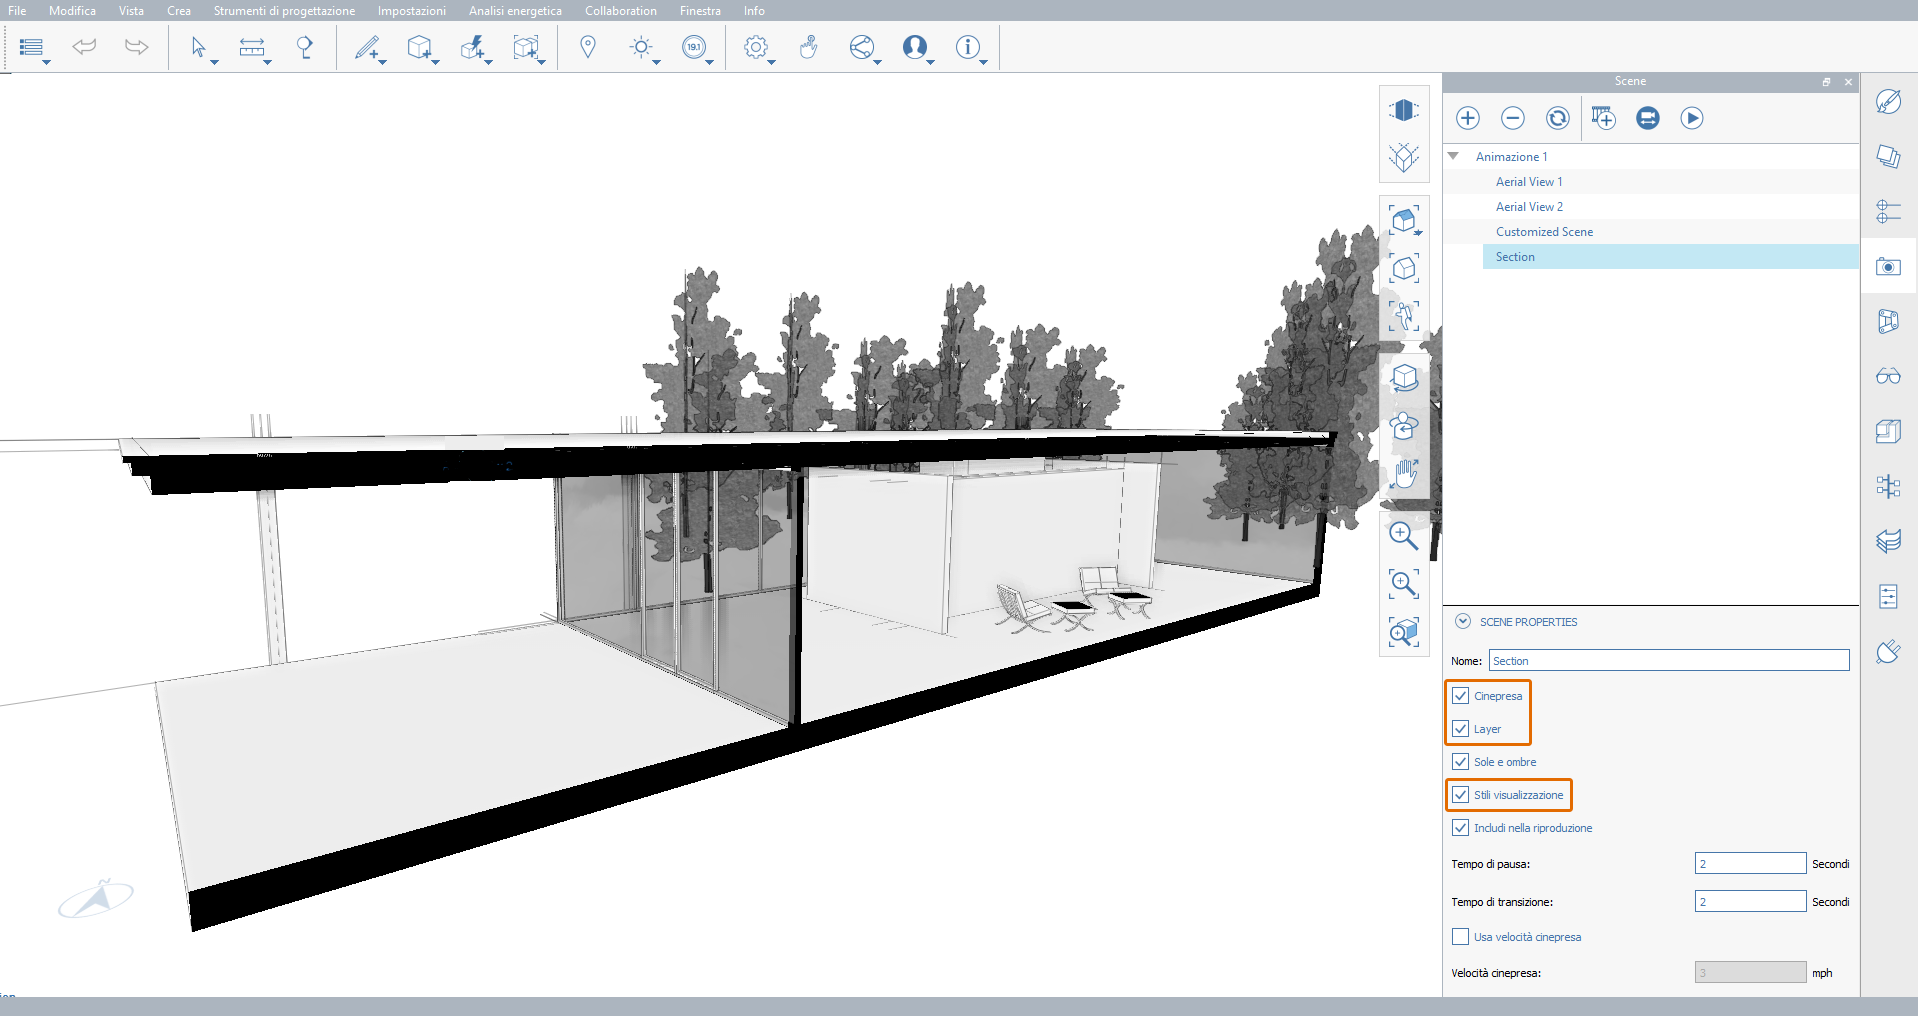 File Modifica Vista Crea Strumenti di progettazione Impostazioni Analisi energetica Collaboration Finestra Info
19.1
Scene
Animazione 1
Aerial View 1
Aerial View 2
Customized Scene
Section
SCENE PROPERTIES
Nome: Section
Cinepresa
Layer
Sole e ombre
Stili visualizzazione
Includi nella riproduzione
Tempo di pausa: 2 Secondi
Tempo di transizione: 2 Secondi
Usa velocità cinepresa
Velocità cinepresa: 3 mph